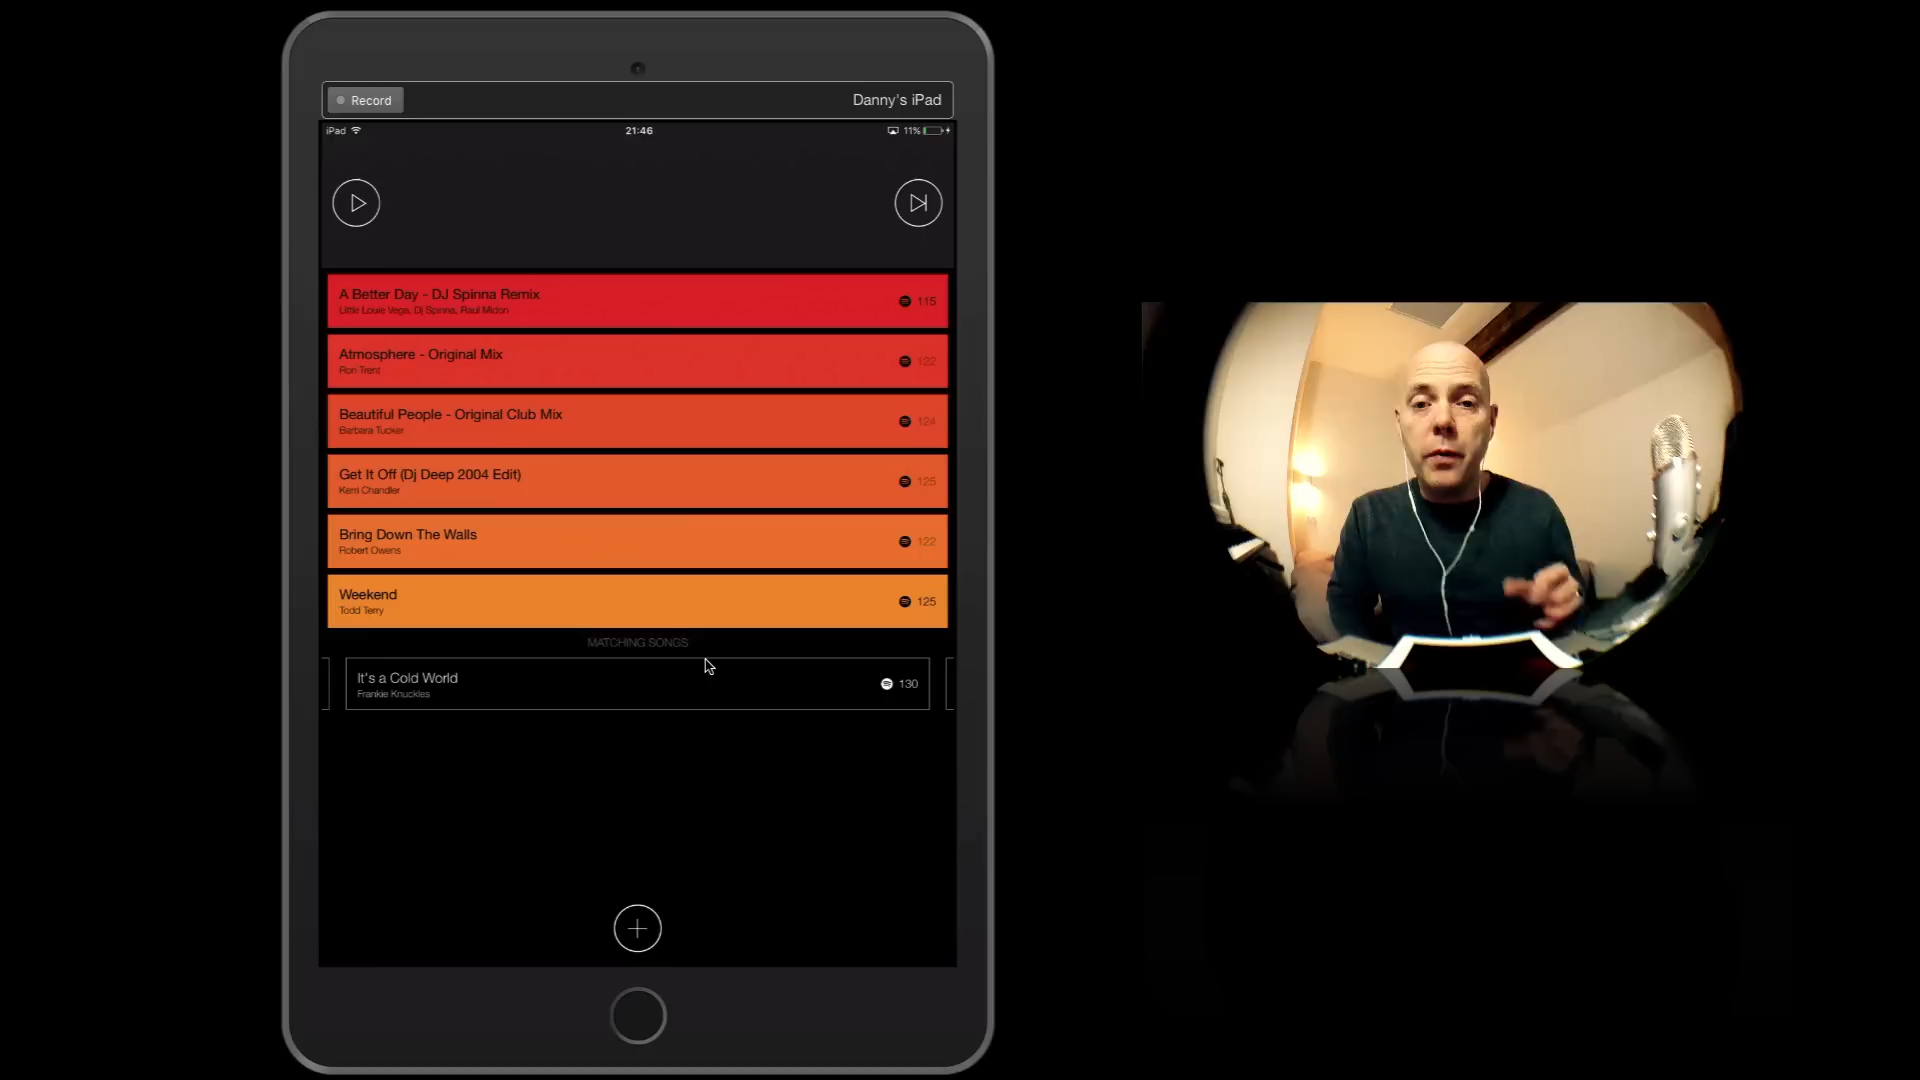 Record
Danny's iPad
iPad
21:46
11%
A Better Day - DJ Spinna Remix
Little Louie Vega, Dj Spinna, Raul Midon
115
Atmosphere - Original Mix
Ron Trent
122
Beautiful People - Original Club Mix
Barbara Tucker
124
Get It Off (Dj Deep 2004 Edit)
Kerri Chandler
125
Bring Down The Walls
Robert Owens
122
Weekend
Todd Terry
125
MATCHING SONGS
It's a Cold World
Frankie Knuckles
130